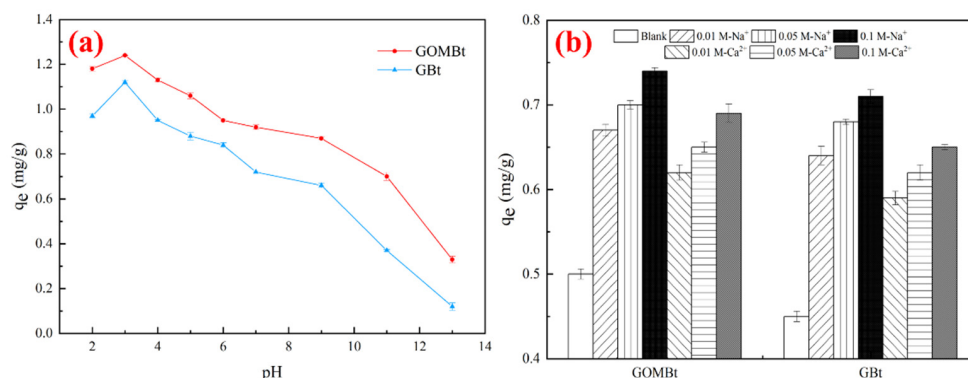 (a)
GOMBt
GBt
qe (mg/g)
1.4
1.2
1.0
0.8
0.6
0.4
0.2
0.0
2 4 6 8 10 12 14
pH
(b)
Blank 0.01 M-Na⁺ 0.05 M-Na⁺ 0.1 M-Na⁺
0.01 M-Ca²⁺ 0.05 M-Ca²⁺ 0.1 M-Ca²⁺
qe (mg/g)
0.8
0.7
0.6
0.5
0.4
GOMBt GBt